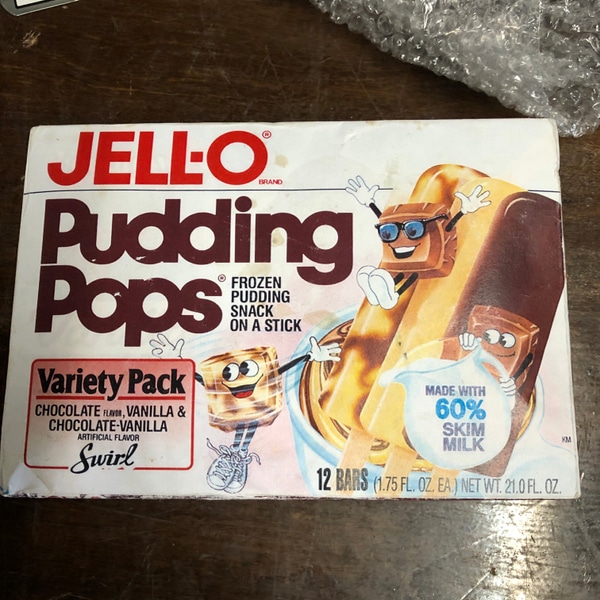 JELL-O®
BRAND
Pudding
Pops®
FROZEN
PUDDING
SNACK
ON A STICK
Variety Pack
CHOCOLATE FLAVOR, VANILLA &
CHOCOLATE-VANILLA
ARTIFICIAL FLAVOR
Swirl
MADE WITH
60%
SKIM
MILK
KM
12 BARS (1.75 FL. OZ. EA.) NET WT. 21.0 FL. OZ.